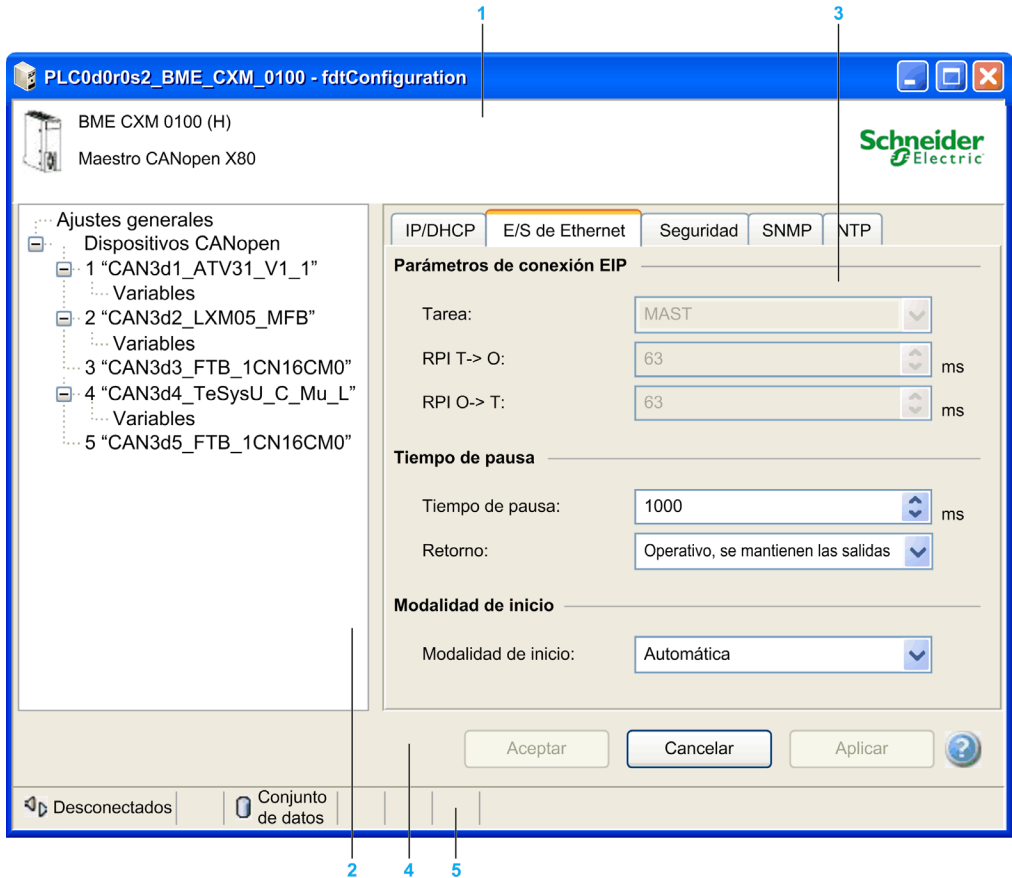 1 3
PLC0d0r0s2_BME_CXM_0100 - fdtConfiguration
BME CXM 0100 (H)
Maestro CANopen X80
Schneider
Electric
Ajustes generales
Dispositivos CANopen
1 “CAN3d1_ATV31_V1_1”
Variables
2 “CAN3d2_LXM05_MFB”
Variables
3 “CAN3d3_FTB_1CN16CM0”
4 “CAN3d4_TeSysU_C_Mu_L”
Variables
5 “CAN3d5_FTB_1CN16CM0”
IP/DHCP E/S de Ethernet Seguridad SNMP NTP
Parámetros de conexión EIP
Tarea: MAST
RPI T-> O: 63 ms
RPI O-> T: 63 ms
Tiempo de pausa
Tiempo de pausa: 1000 ms
Retorno: Operativo, se mantienen las salidas
Modalidad de inicio
Modalidad de inicio: Automática
Aceptar Cancelar Aplicar ?
Desconectados
Conjunto
de datos
2 4 5